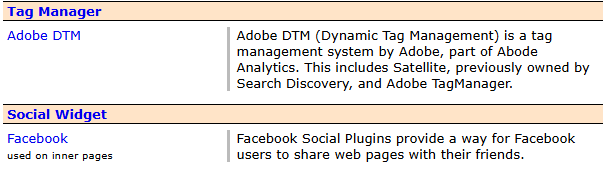 Tag Manager
Adobe DTM
Adobe DTM (Dynamic Tag Management) is a tag
management system by Adobe, part of Abode
Analytics. This includes Satellite, previously owned by
Search Discovery, and Adobe TagManager.
Social Widget
Facebook
used on inner pages
Facebook Social Plugins provide a way for Facebook
users to share web pages with their friends.